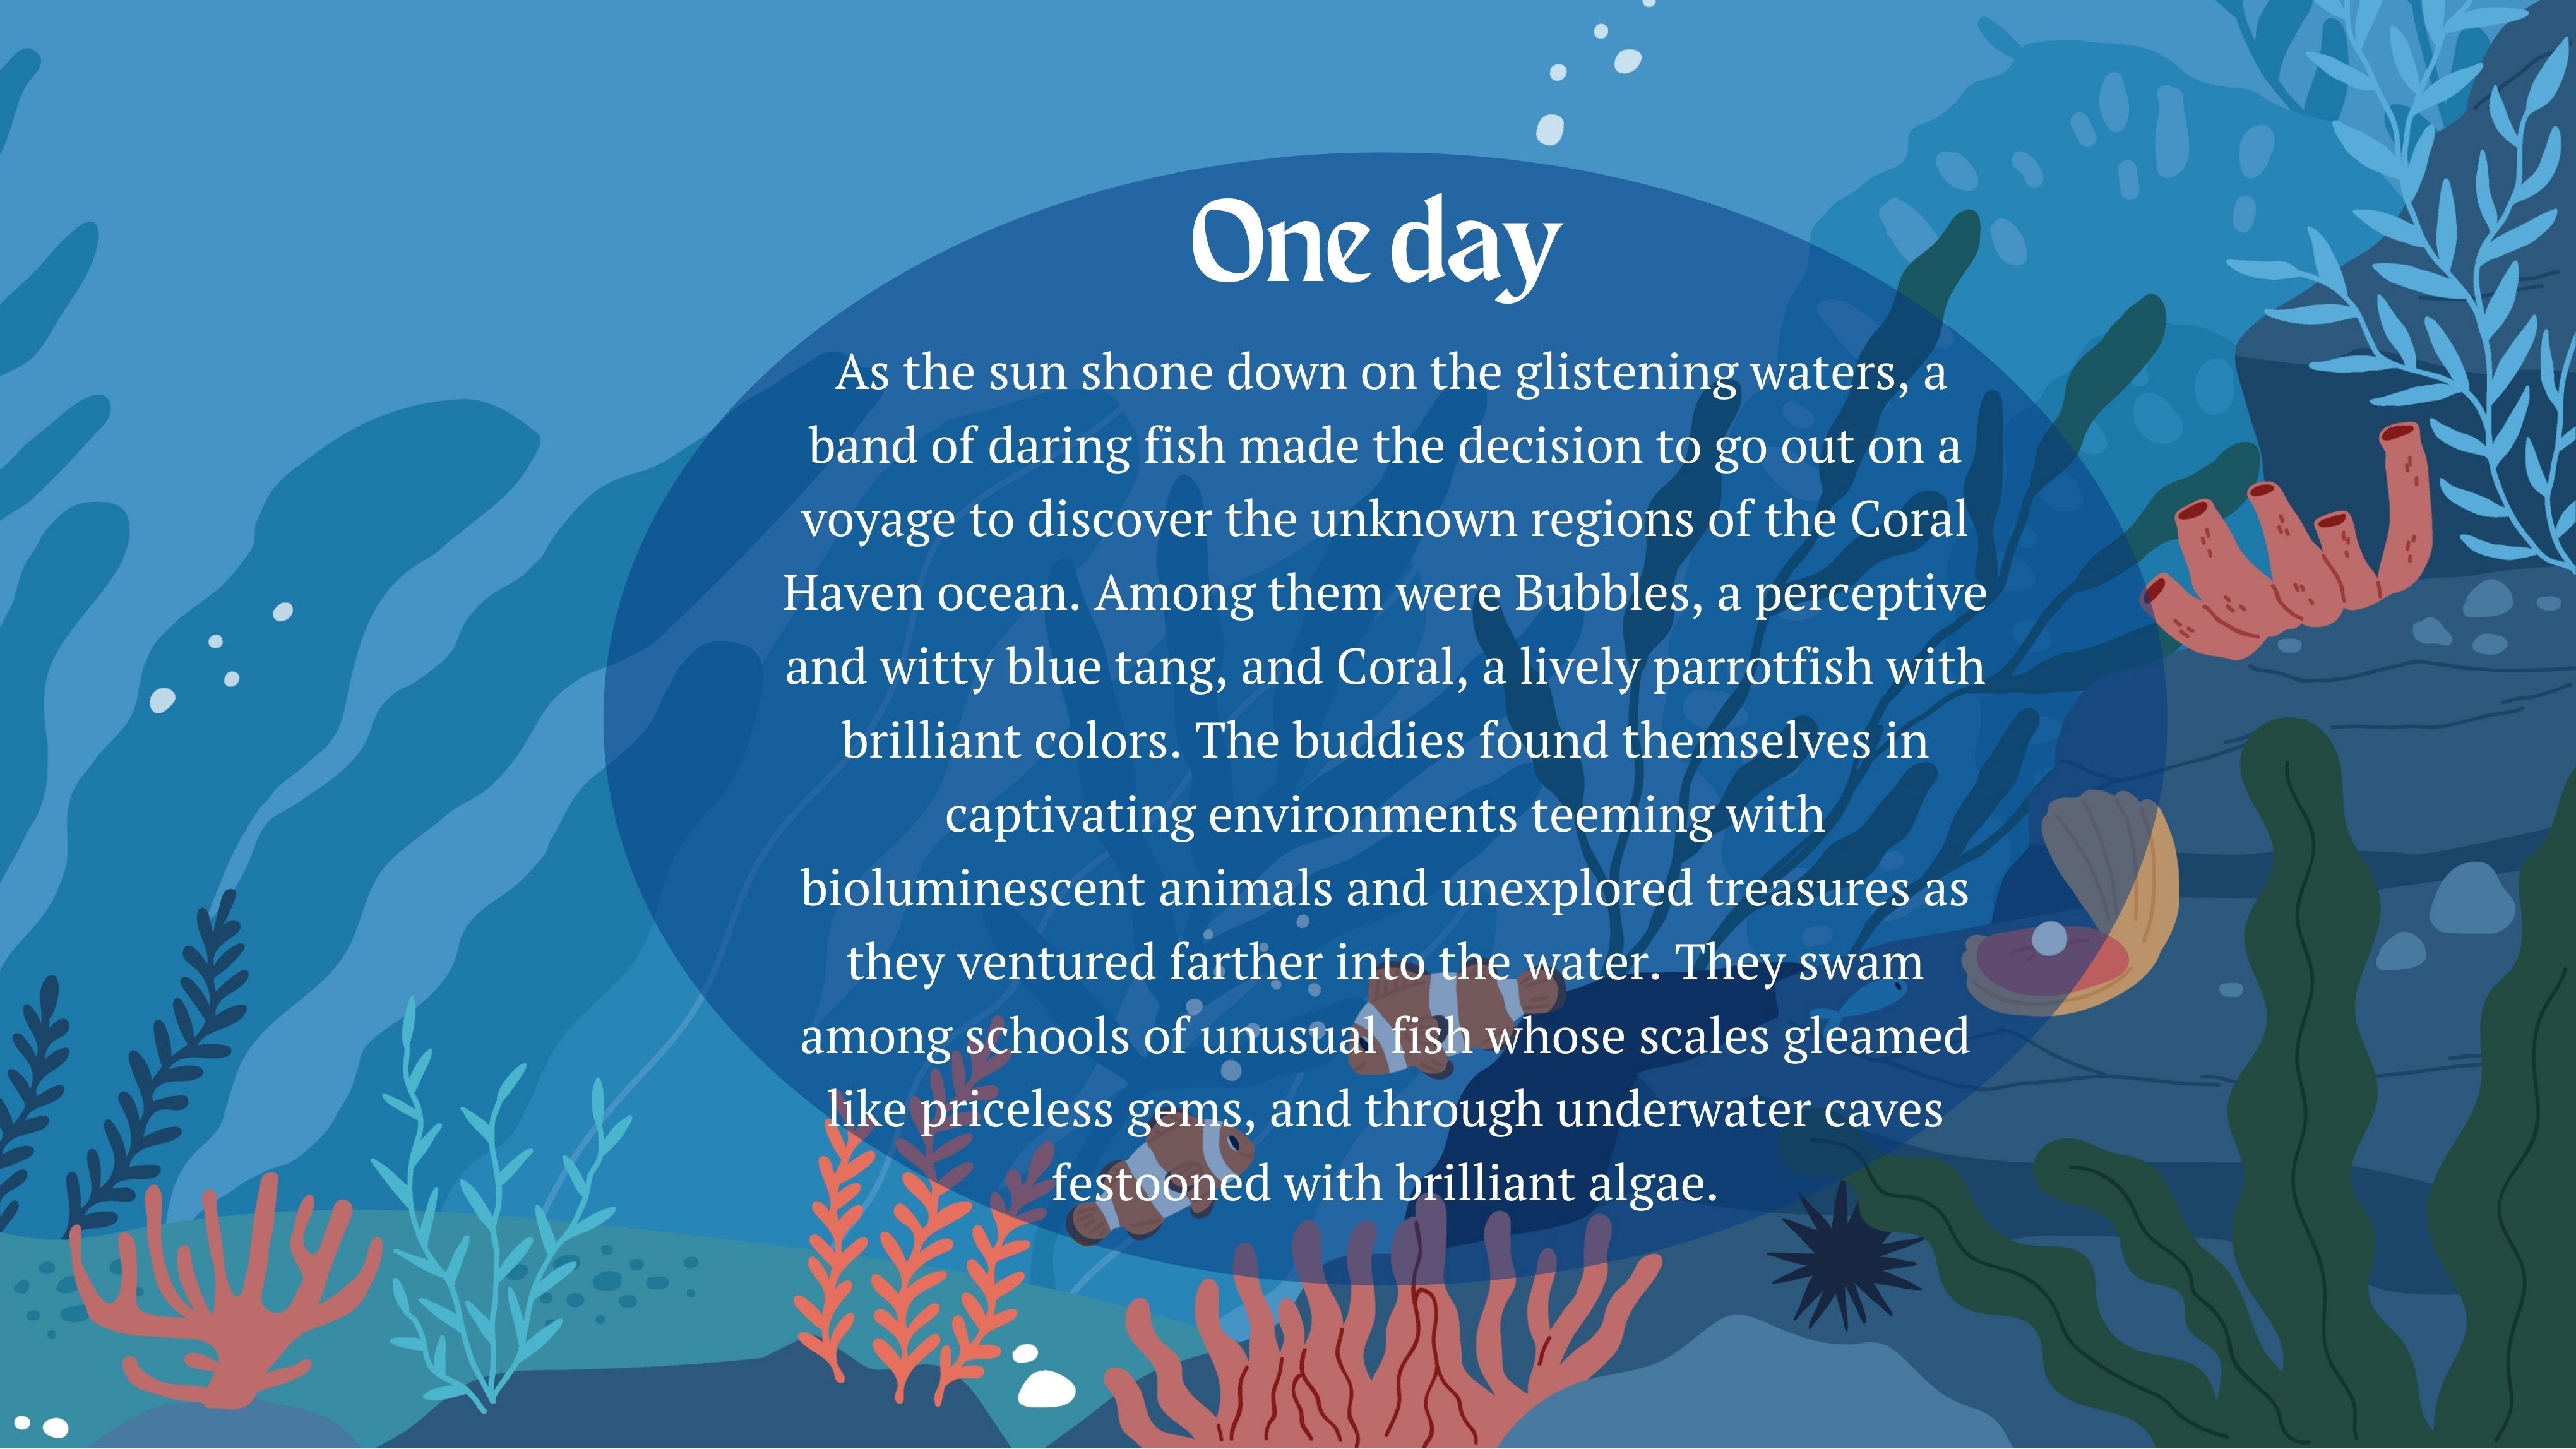 One day
As the sun shone down on the glistening waters, a
band of daring fish made the decision to go out on a
voyage to discover the unknown regions of the Coral
Haven ocean. Among them were Bubbles, a perceptive
and witty blue tang, and Coral, a lively parrotfish with
brilliant colors. The buddies found themselves in
captivating environments teeming with
bioluminescent animals and unexplored treasures as
they ventured farther into the water. They swam
among schools of unusual fish whose scales gleamed
like priceless gems, and through underwater caves
festooned with brilliant algae.